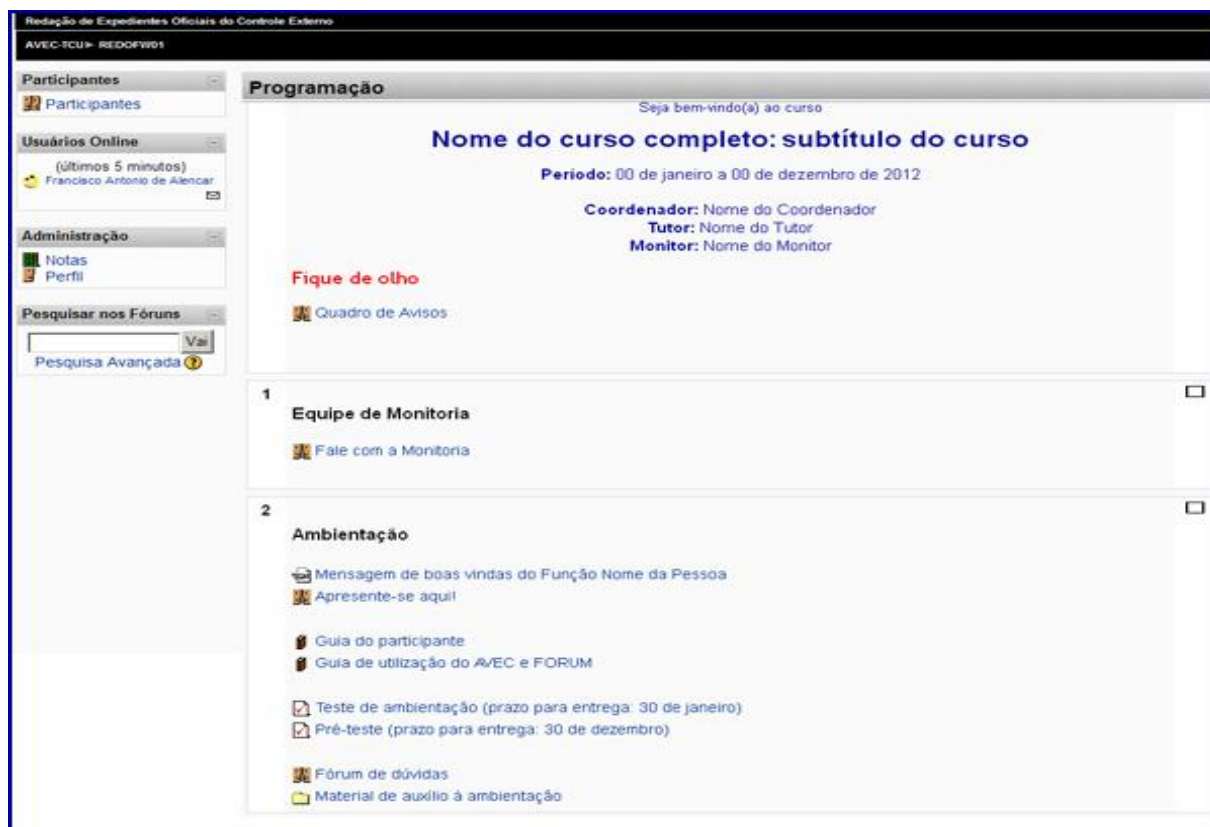 Redação de Expedientes Oficiais do Controle Externo
AVEC-TCU► REDOFW01
Participantes
Participantes
Usuários Online
(últimos 5 minutos)
Francisco Antonio de Alencar
Administração
Notas
Perfil
Pesquisar nos Fóruns
Vai
Pesquisa Avançada ?
Programação
Seja bem-vindo(a) ao curso
Nome do curso completo: subtítulo do curso
Periodo: 00 de janeiro a 00 de dezembro de 2012
Coordenador: Nome do Coordenador
Tutor: Nome do Tutor
Monitor: Nome do Monitor
Fique de olho
Quadro de Avisos
1
Equipe de Monitoria
Fale com a Monitoria
2
Ambientação
Mensagem de boas vindas do Função Nome da Pessoa
Apresente-se aqui!
Guia do participante
Guia de utilização do AVEC e FORUM
Teste de ambientação (prazo para entrega: 30 de janeiro)
Pré-teste (prazo para entrega: 30 de dezembro)
Fórum de dúvidas
Material de auxílio à ambientação